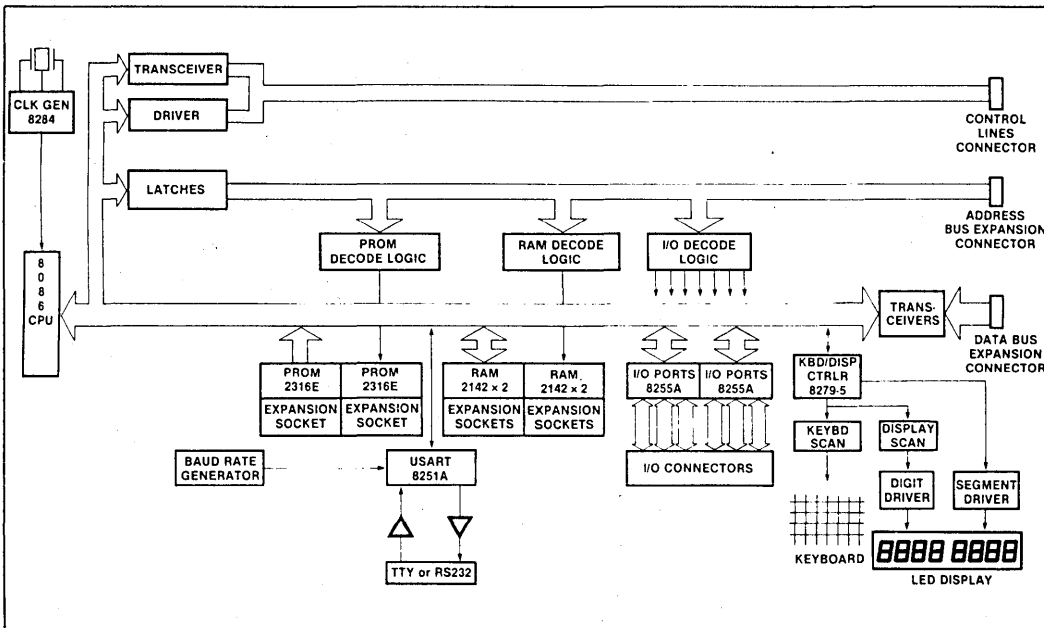 TRANSCEIVER
CLK GEN
8284
DRIVER
CONTROL
LINES
CONNECTOR
LATCHES
ADDRESS
BUS EXPANSION
CONNECTOR
PROM
DECODE LOGIC
RAM DECODE
LOGIC
I/O DECODE
LOGIC
8
0
8
6
CPU
TRANS-
CEIVERS
DATA BUS
EXPANSION
CONNECTOR
PROM
2316E
PROM
2316E
RAM
2142 × 2
RAM
2142 × 2
I/O PORTS
8255A
I/O PORTS
8255A
KBD/DISP
CTRLR
8279-5
EXPANSION
SOCKET
EXPANSION
SOCKET
EXPANSION
SOCKETS
EXPANSION
SOCKETS
KEYBD
SCAN
DISPLAY
SCAN
BAUD RATE
GENERATOR
USART
8251A
I/O CONNECTORS
DIGIT
DRIVER
SEGMENT
DRIVER
KEYBOARD
8888 8888
TTY or RS232
LED DISPLAY